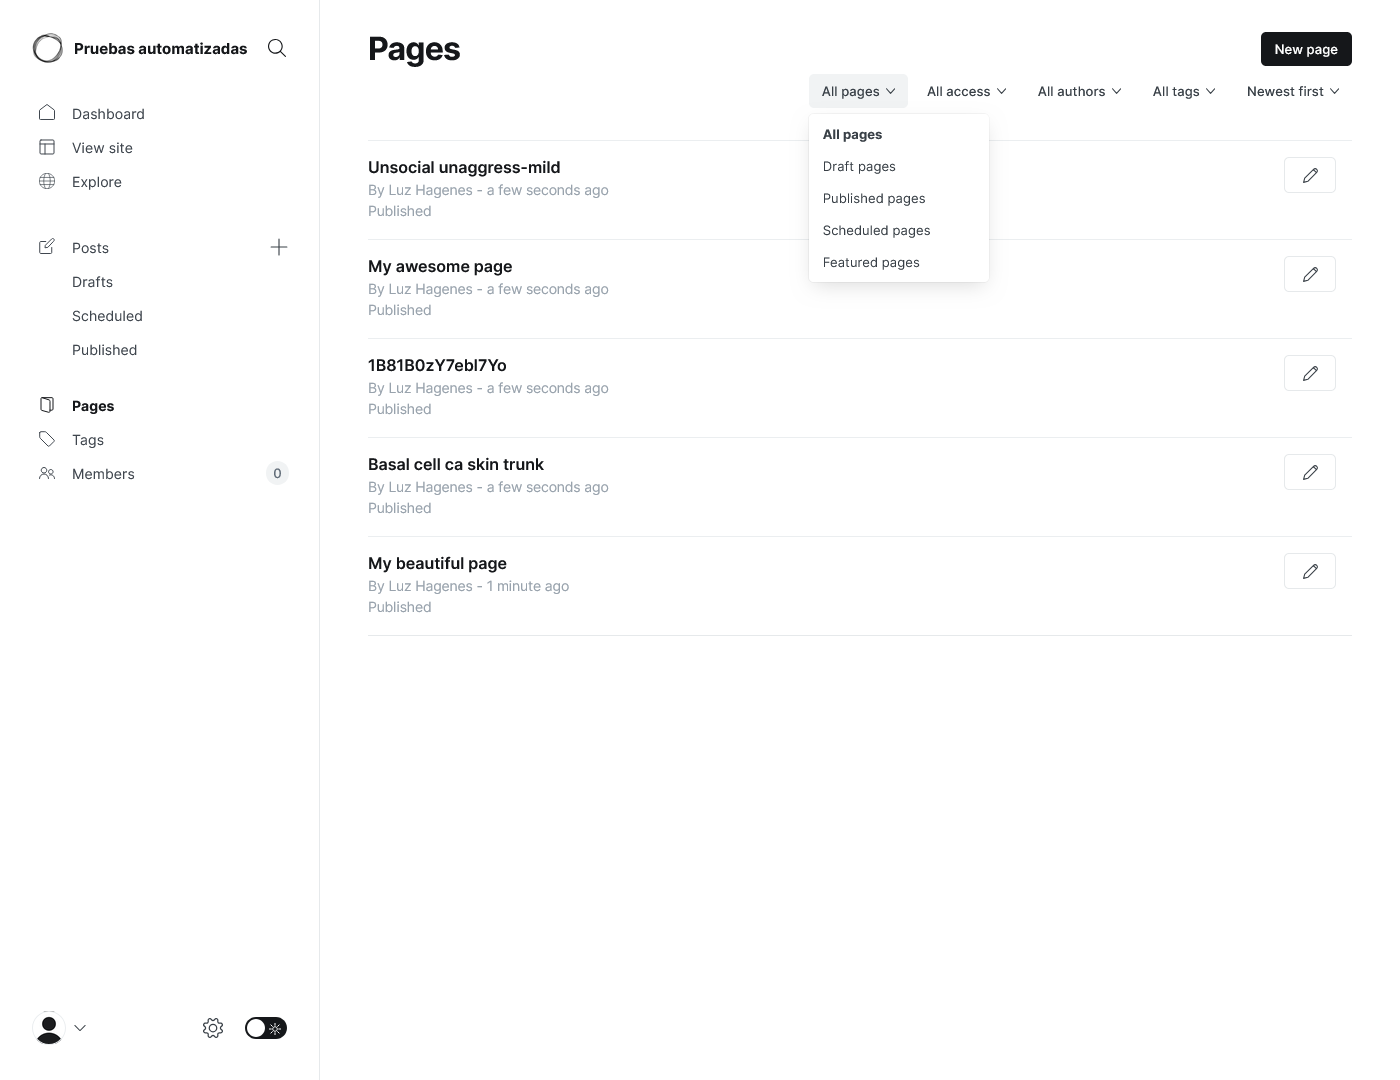 Pruebas automatizadas
Dashboard
View site
Explore
Posts
Drafts
Scheduled
Published
Pages
Tags
Members 0
Pages
New page
All pages All access All authors All tags Newest first
All pages
Draft pages
Published pages
Scheduled pages
Featured pages
Unsocial unaggress-mild
By Luz Hagenes - a few seconds ago
Published
My awesome page
By Luz Hagenes - a few seconds ago
Published
1B81B0zY7ebl7Yo
By Luz Hagenes - a few seconds ago
Published
Basal cell ca skin trunk
By Luz Hagenes - a few seconds ago
Published
My beautiful page
By Luz Hagenes - 1 minute ago
Published